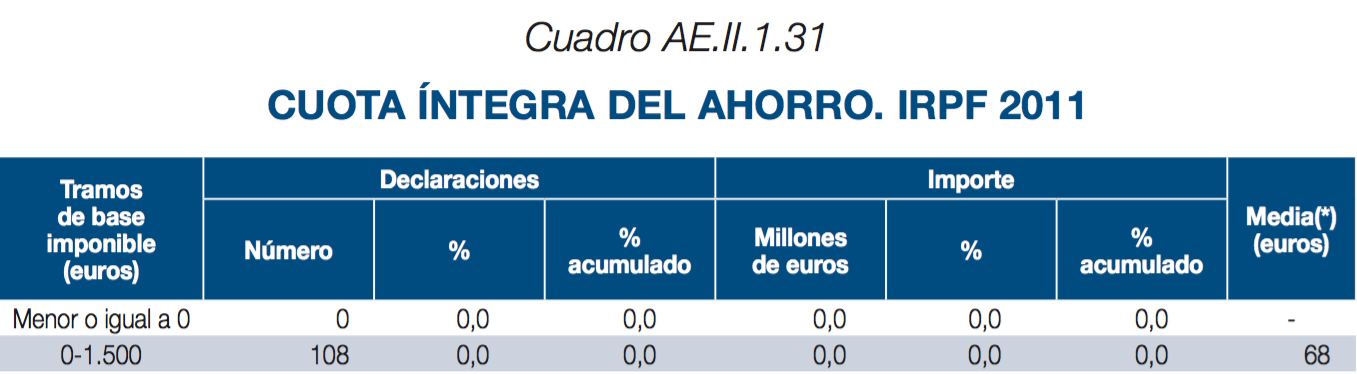 Cuadro AE.II.1.31
CUOTA ÍNTEGRA DEL AHORRO. IRPF 2011
Tramos
de base
imponible
(euros)
Declaraciones
Importe
Media(*)
(euros)
Número
%
%
acumulado
Millones
de euros
%
%
acumulado
Menor o igual a 0 0 0,0 0,0 0,0 0,0 0,0 -
0-1.500 108 0,0 0,0 0,0 0,0 0,0 68